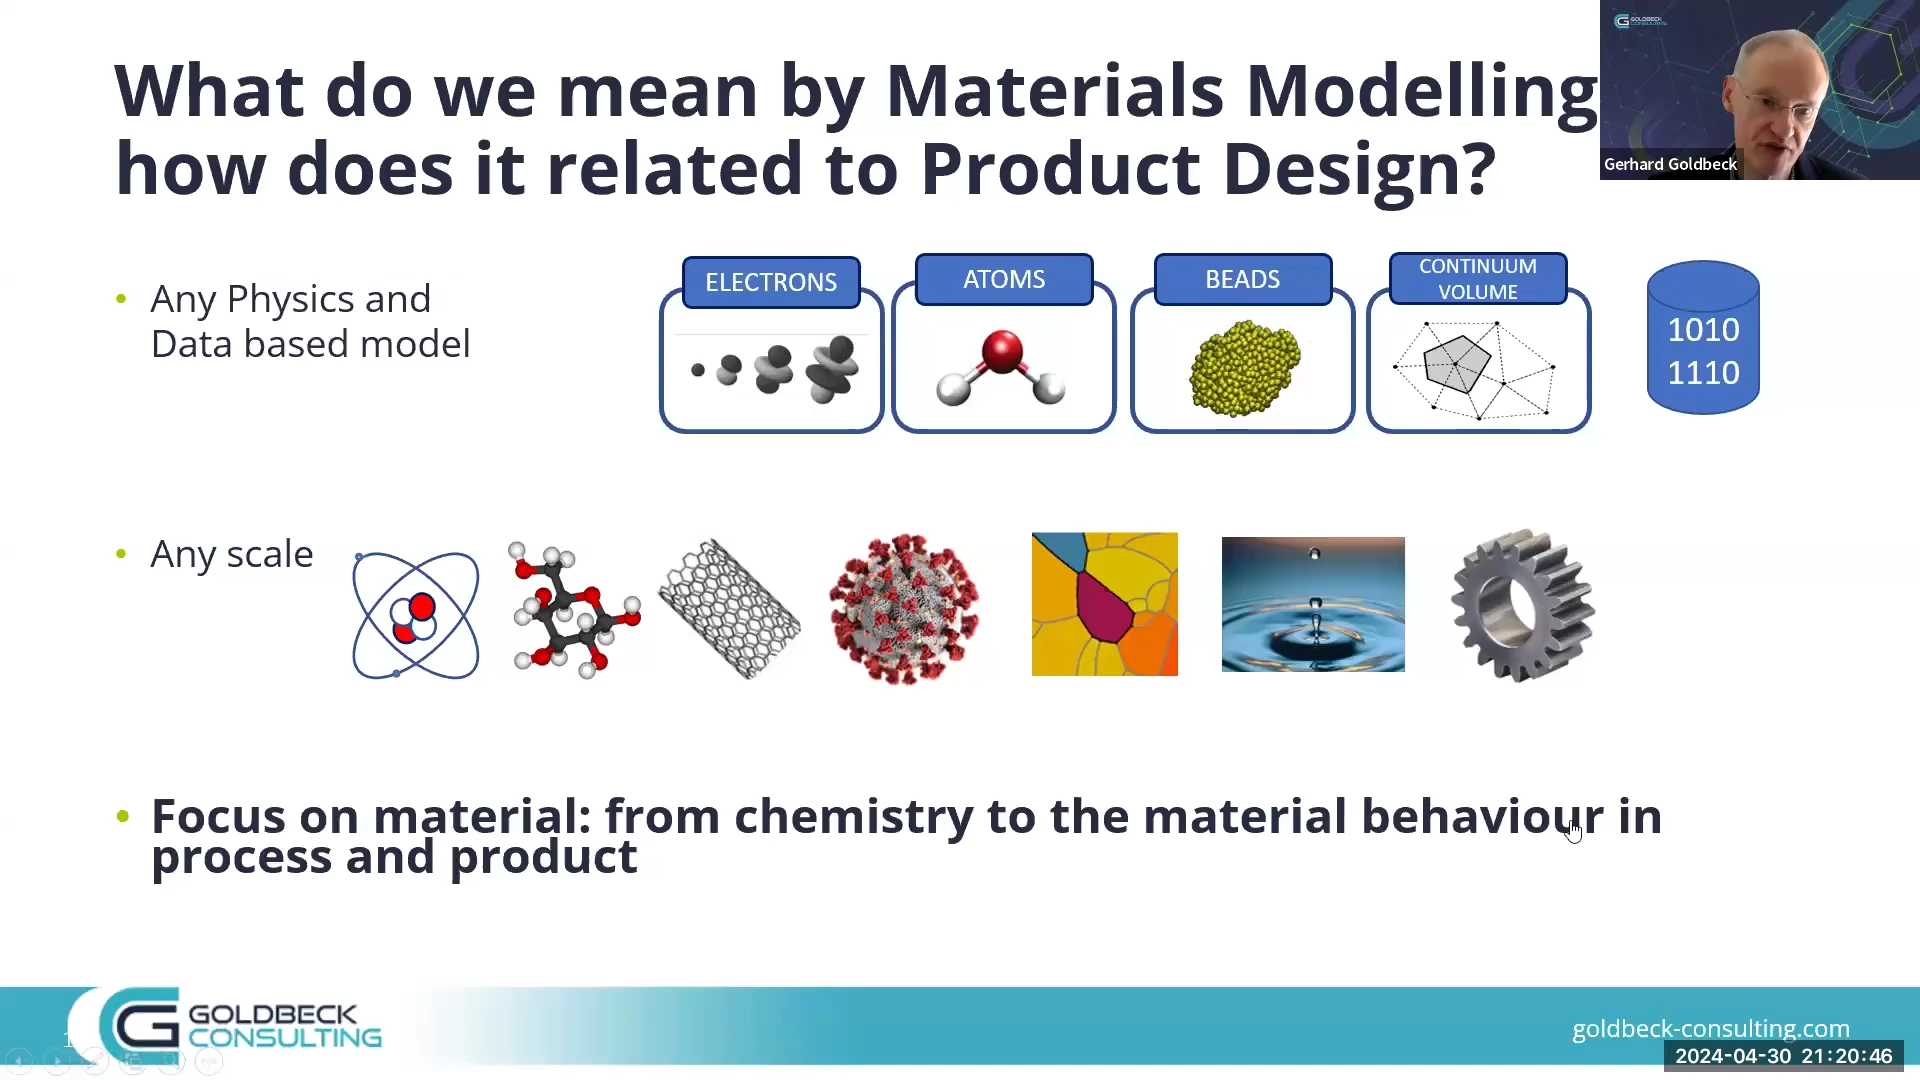 What do we mean by Materials Modelling
how does it related to Product Design?
GOLDBECK
CONSULTING
Gerhard Goldbeck
• Any Physics and
Data based model
ELECTRONS
ATOMS
BEADS
CONTINUUM
VOLUME
1010
1110
• Any scale
• Focus on material: from chemistry to the material behaviour in
process and product
GOLDBECK
CONSULTING
goldbeck-consulting.com
2024-04-30 21:20:46